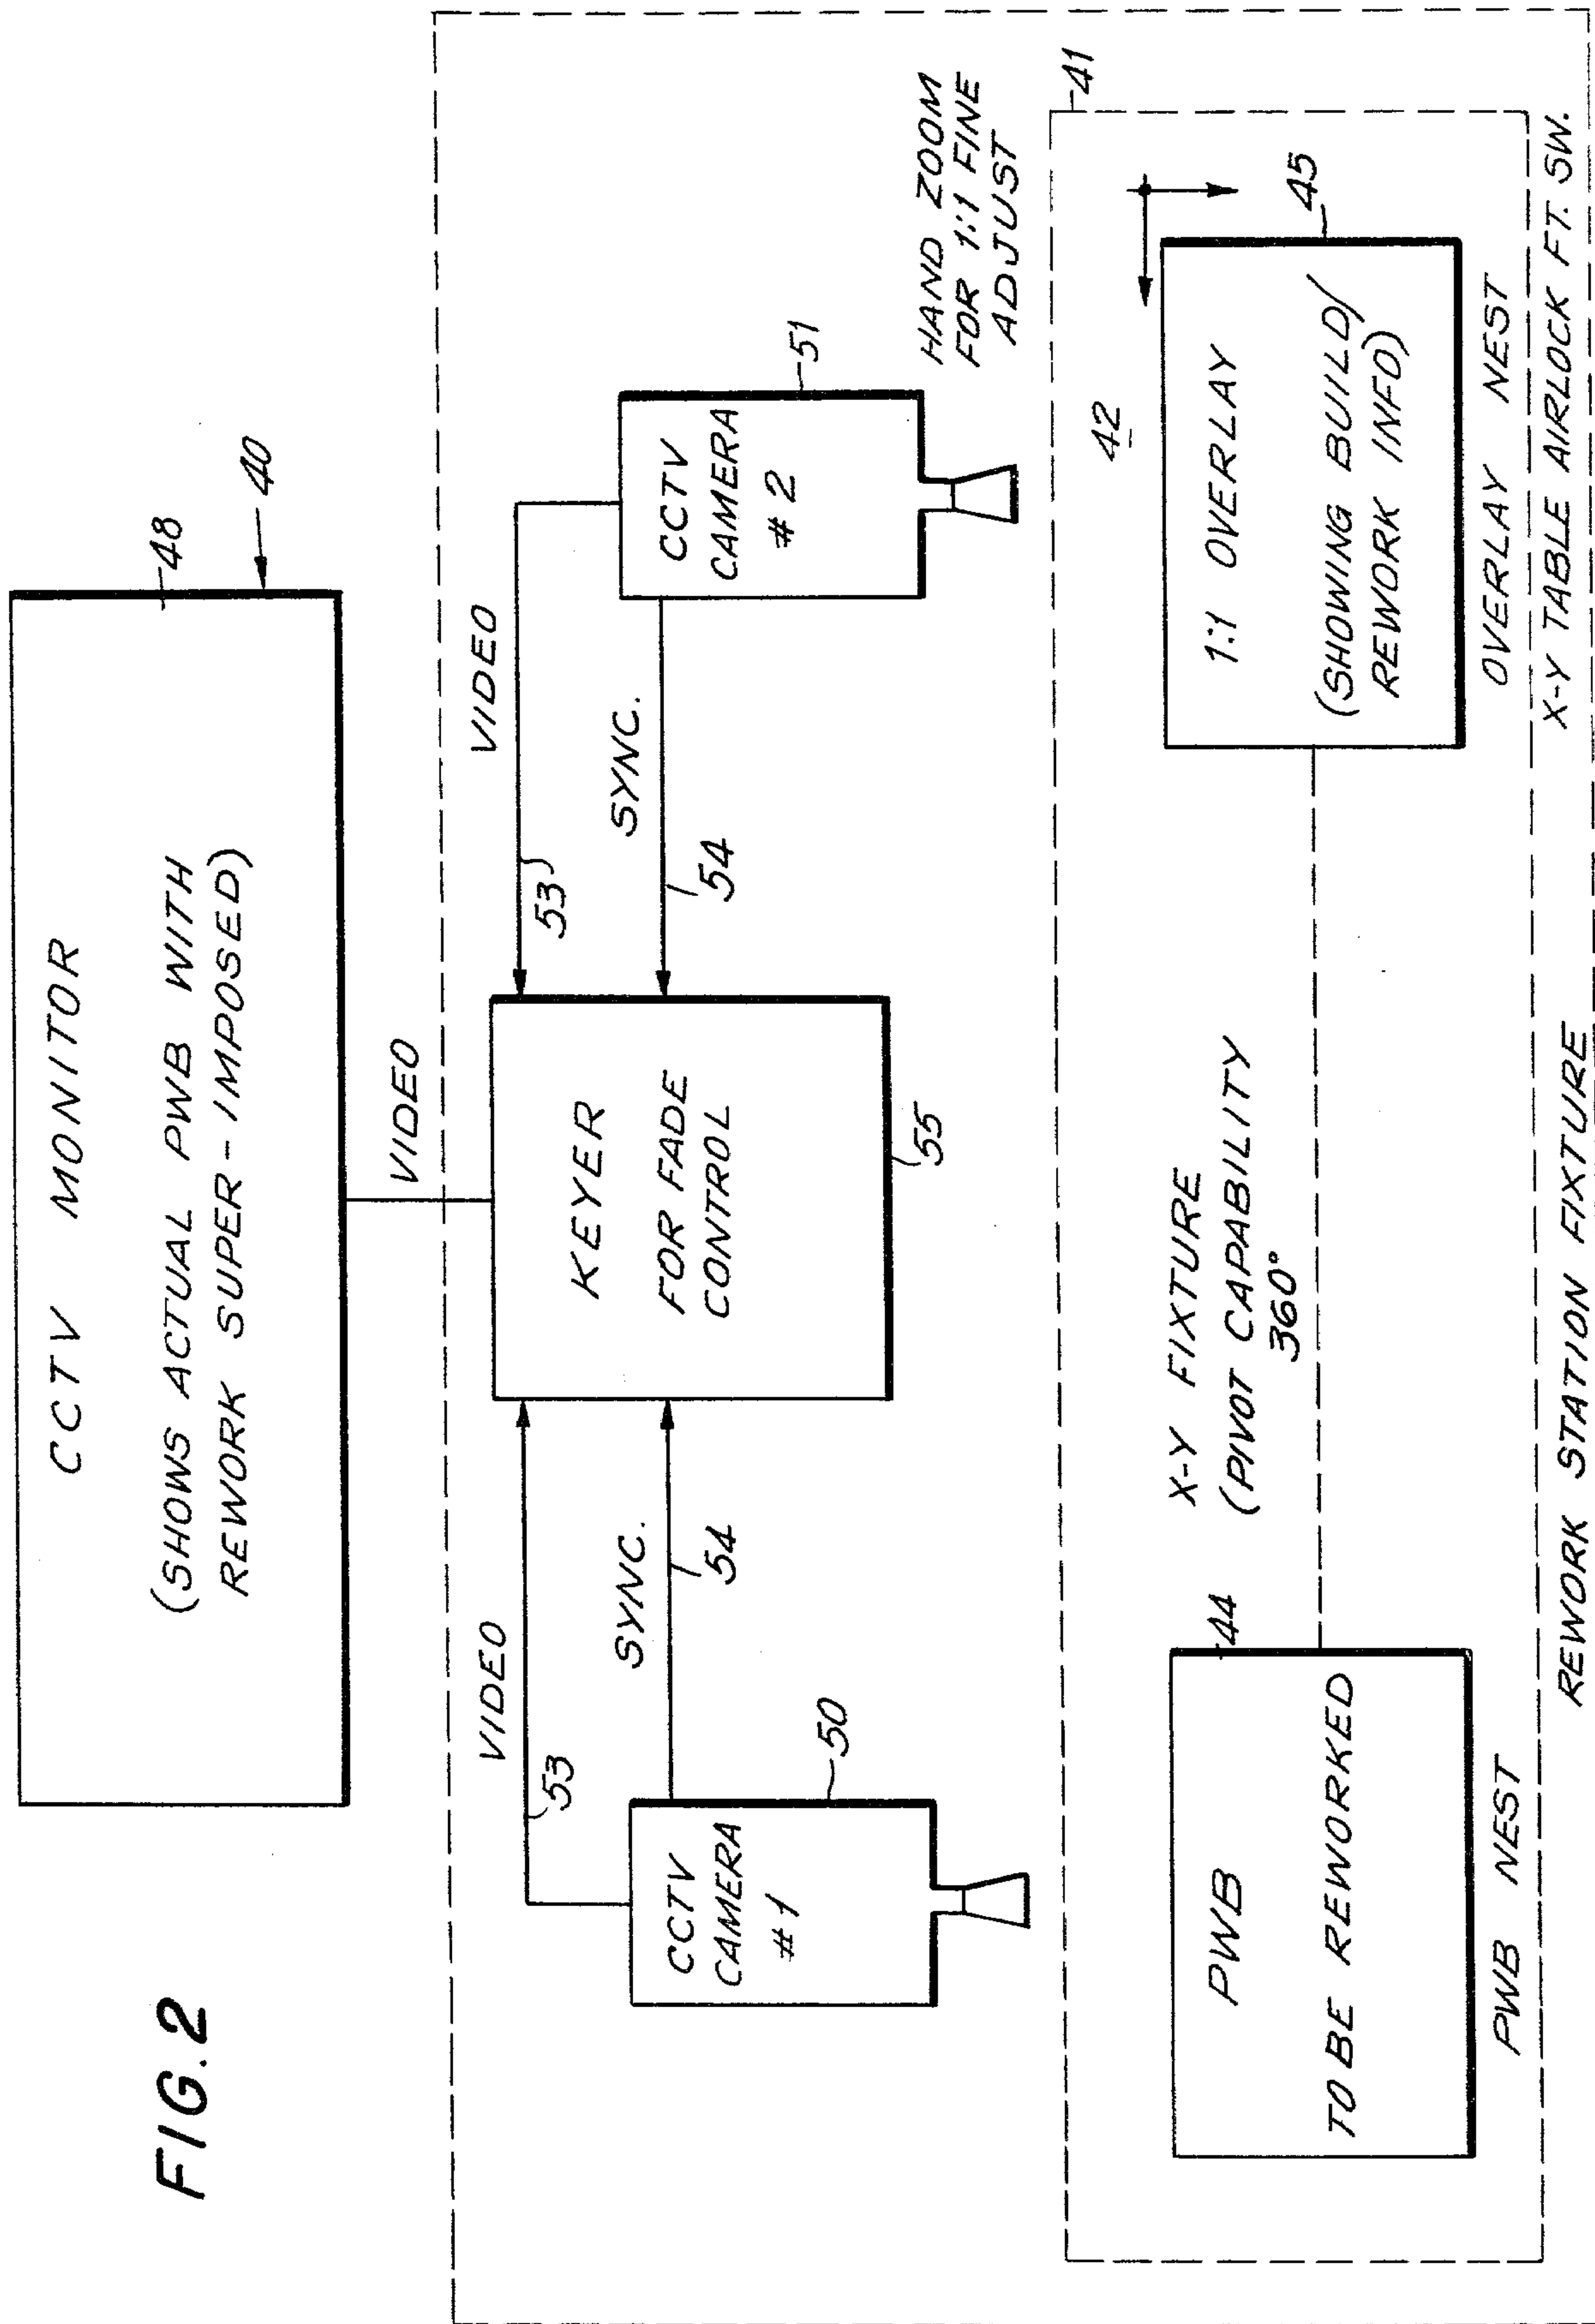 FIG.2
CCTV MONITOR
(SHOWS ACTUAL PWB WITH
REWORK SUPER-IMPOSED)
48
40
VIDEO
VIDEO
53
SYNC.
54
CCTV
CAMERA
#1
50
KEYER
FOR FADE
CONTROL
55
VIDEO
53
SYNC.
54
CCTV
CAMERA
#2
51
HAND ZOOM
FOR 1:1 FINE
ADJUST
41
42
PWB
TO BE REWORKED
44
PWB NEST
X-Y FIXTURE
(PIVOT CAPABILITY
360°
1:1 OVERLAY
(SHOWING BUILD/
REWORK INFO)
45
OVERLAY NEST
X-Y TABLE AIRLOCK FT. SW.
REWORK STATION FIXTURE